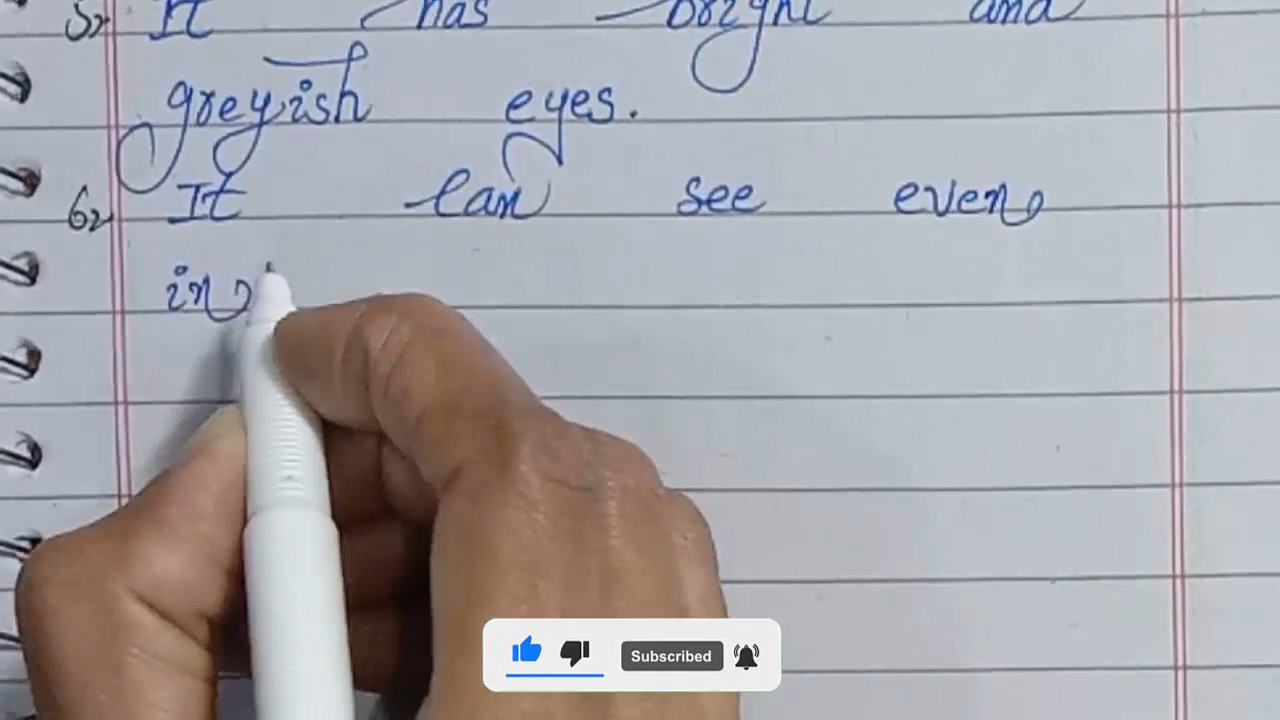 5, It has bright and
greyish eyes.
6, It can see even
in
Subscribed